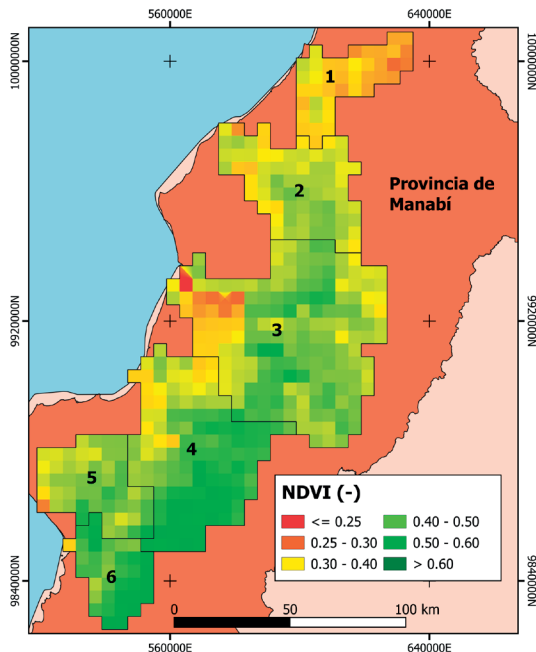 560000E 640000E
10000000N 10000000N
1
2
Provincia de
Manabí
9920000N 9920000N
3
4
5
6
NDVI (-)
<= 0.25 0.40 - 0.50
0.25 - 0.30 0.50 - 0.60
0.30 - 0.40 > 0.60
9840000N 9840000N
0 50 100 km
560000E 640000E